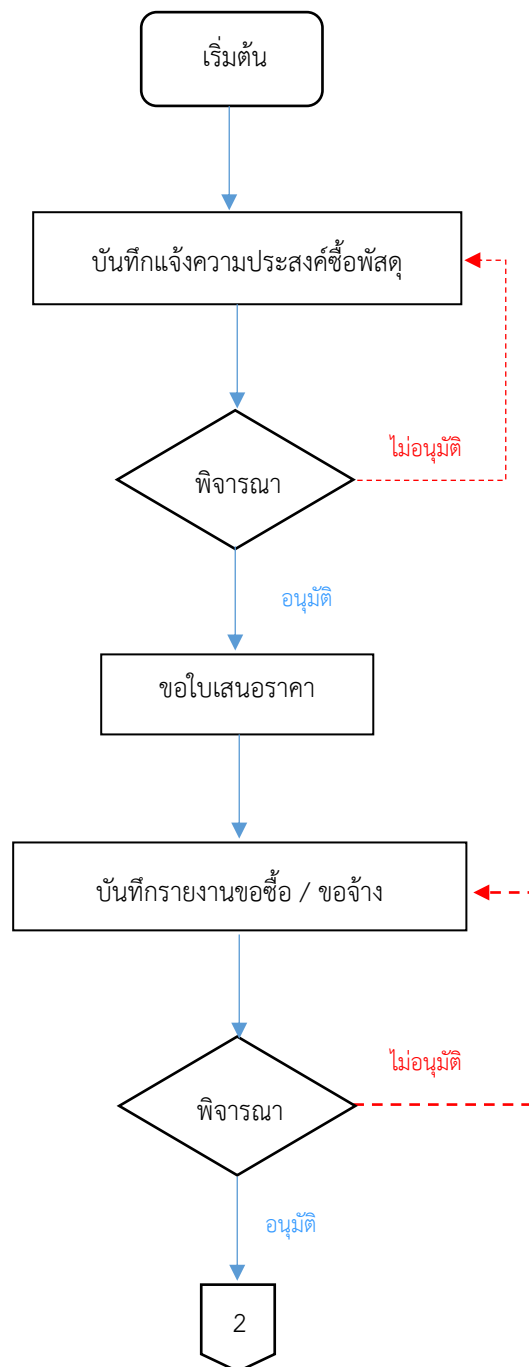 เริ่มต้น
บันทึกแจ้งความประสงค์ซื้อพัสดุ
ไม่อนุมัติ
พิจารณา
อนุมัติ
ขอใบเสนอราคา
บันทึกรายงานขอซื้อ / ขอจ้าง
ไม่อนุมัติ
พิจารณา
อนุมัติ
2